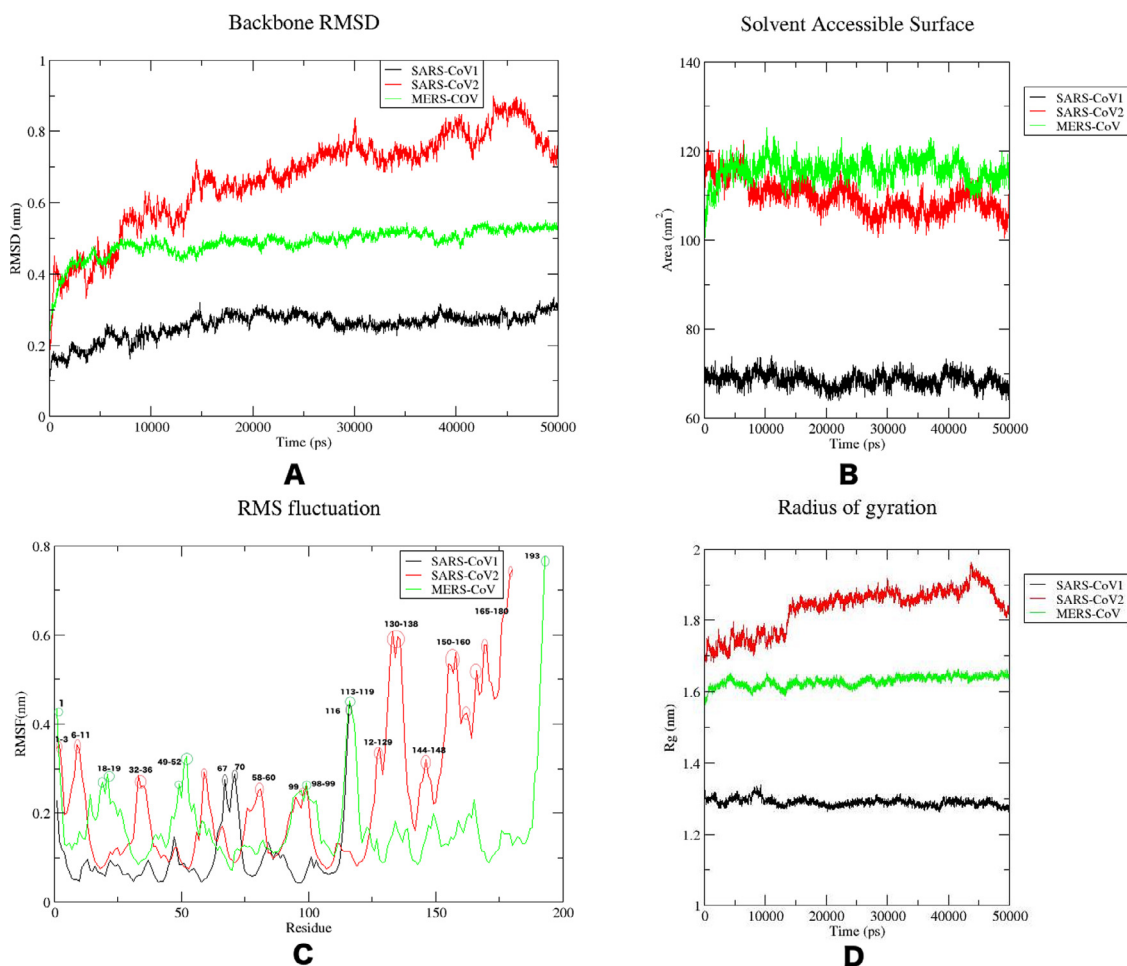 Backbone RMSD
1
0.8
0.6
0.4
0.2
0
RMSD (nm)
SARS-CoV1
SARS-CoV2
MERS-COV
0 10000 20000 30000 40000 50000
Time (ps)
A
Solvent Accessible Surface
140
120
100
80
60
Area (nm²)
SARS-CoV1
SARS-CoV2
MERS-CoV
0 10000 20000 30000 40000 50000
Time (ps)
B
RMS fluctuation
0.8
0.6
0.4
0.2
0
RMSF(nm)
SARS-CoV1
SARS-CoV2
MERS-CoV
193
165-180
130-138
150-160
113-119
116
1
1-3
6-11
12-129
144-148
49-52
18-19
32-36
67
70
58-60
99
98-99
0 50 100 150 200
Residue
C
Radius of gyration
2
1.8
1.6
1.4
1.2
1
Rg (nm)
SARS-CoV1
SARS-CoV2
MERS-CoV
0 10000 20000 30000 40000 50000
Time (ps)
D